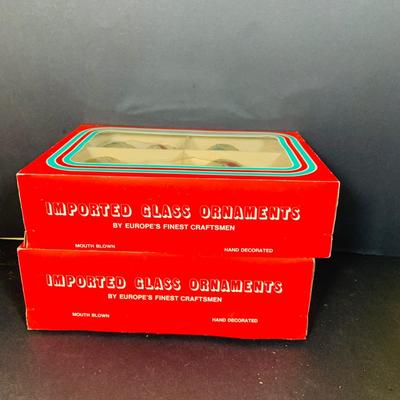 IMPORTED GLASS ORNAMENTS
BY EUROPE'S FINEST CRAFTSMEN
MOUTH BLOWN HAND DECORATED
IMPORTED GLASS ORNAMENTS
BY EUROPE'S FINEST CRAFTSMEN
MOUTH BLOWN HAND DECORATED